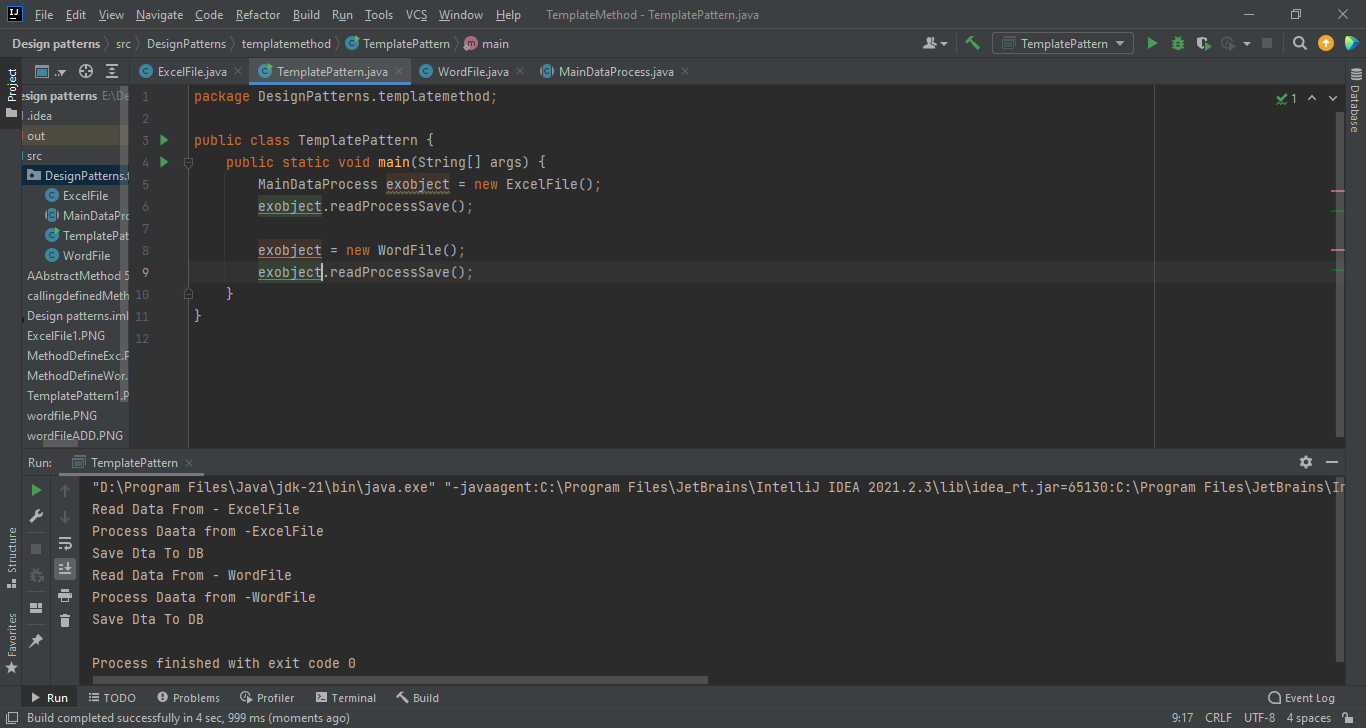 File Edit View Navigate Code Refactor Build Run Tools VCS Window Help TemplateMethod - TemplatePattern.java
Design patterns src DesignPatterns templatemethod TemplatePattern main TemplatePattern
Project
ExcelFile.java TemplatePattern.java WordFile.java MainDataProcess.java
Database
esign patterns E:\De
.idea
out
src
DesignPatterns.t
ExcelFile
MainDataPro
TemplatePat
WordFile
AAbstractMethod 5
callingdefinedMeth
Design patterns.iml
ExcelFile1.PNG
MethodDefineExc.P
MethodDefineWor.
TemplatePattern1.P
wordfile.PNG
wordFileADD.PNG
1 package DesignPatterns.templatemethod;
2
3 public class TemplatePattern {
4 public static void main(String[] args) {
5 MainDataProcess exobject = new ExcelFile();
6 exobject.readProcessSave();
7
8 exobject = new WordFile();
9 exobject.readProcessSave();
10 }
11 }
12
1
Run: TemplatePattern
"D:\Program Files\Java\jdk-21\bin\java.exe" "-javaagent:C:\Program Files\JetBrains\IntelliJ IDEA 2021.2.3\lib\idea_rt.jar=65130:C:\Program Files\JetBrains\In
Read Data From - ExcelFile
Process Daata from -ExcelFile
Save Dta To DB
Read Data From - WordFile
Process Daata from -WordFile
Save Dta To DB
Process finished with exit code 0
Structure
Favorites
Run TODO Problems Profiler Terminal Build Event Log
Build completed successfully in 4 sec, 999 ms (moments ago) 9:17 CRLF UTF-8 4 spaces